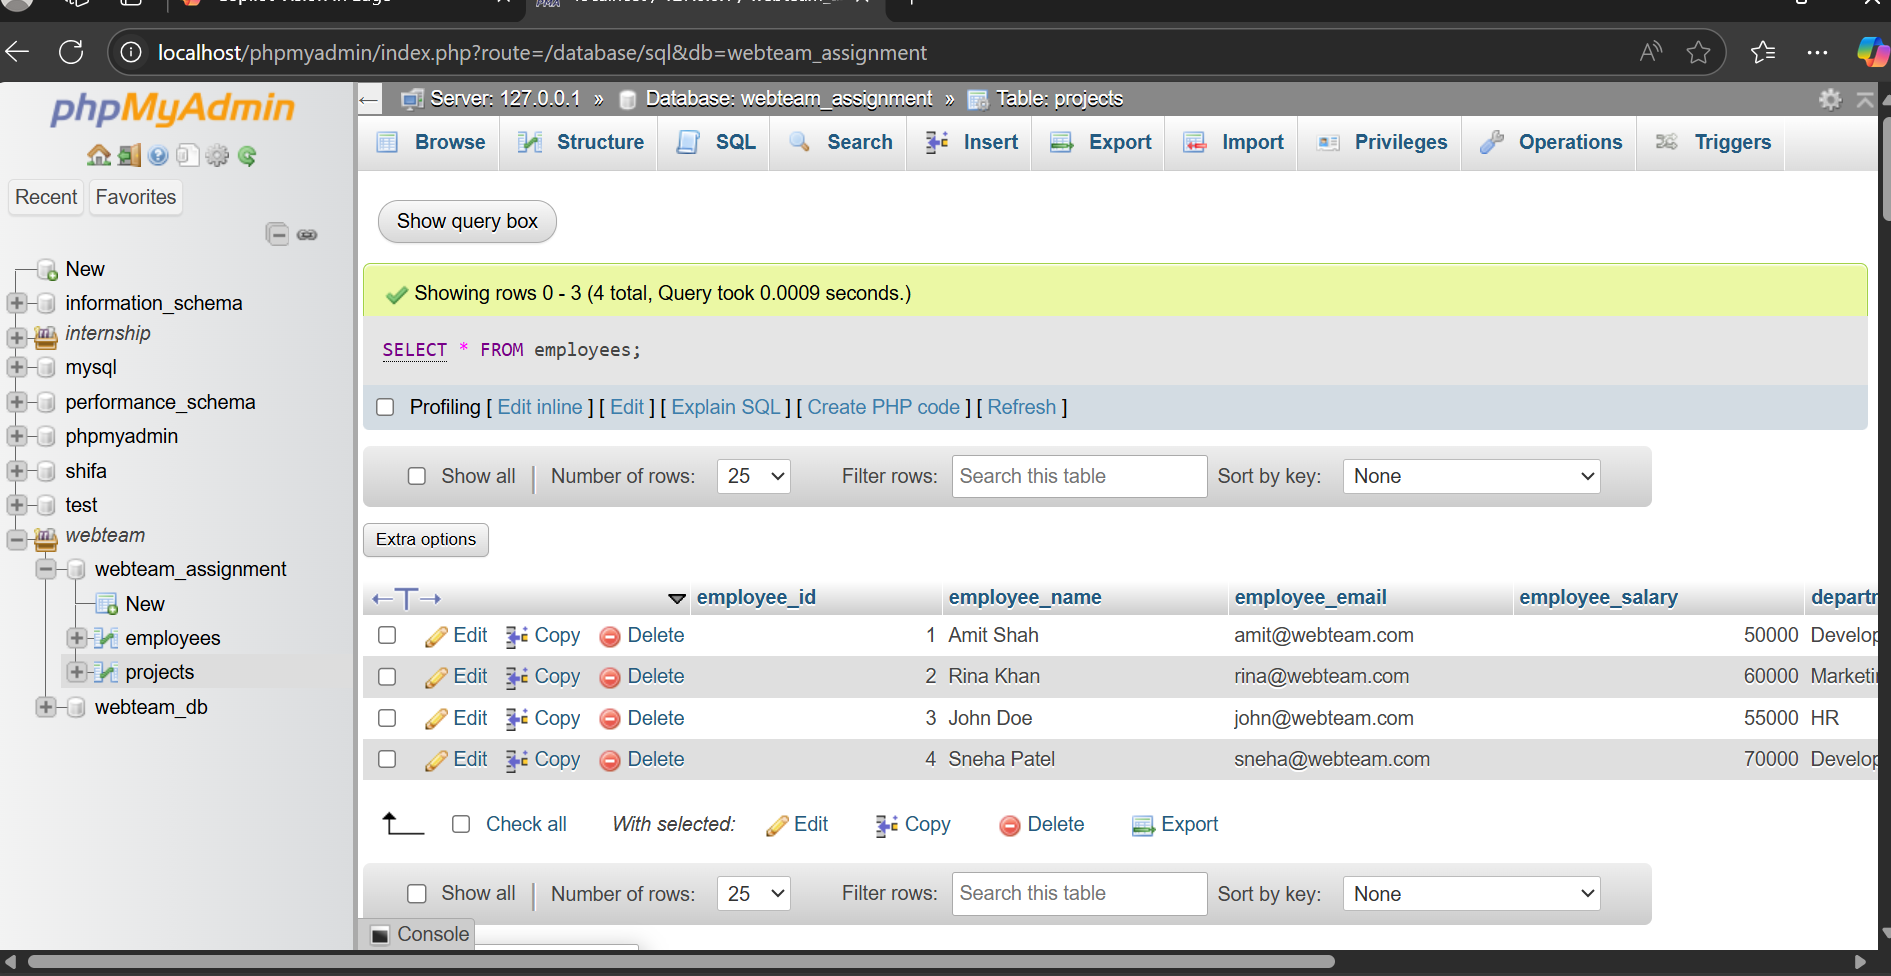 localhost/phpmyadmin/index.php?route=/database/sql&db=webteam_assignment
phpMyAdmin
Server: 127.0.0.1 » Database: webteam_assignment » Table: projects
Browse Structure SQL Search Insert Export Import Privileges Operations Triggers
Recent Favorites
Show query box
New
information_schema
internship
mysql
performance_schema
phpmyadmin
shifa
test
webteam
webteam_assignment
New
employees
projects
webteam_db
Showing rows 0 - 3 (4 total, Query took 0.0009 seconds.)
SELECT * FROM employees;
Profiling [ Edit inline ] [ Edit ] [ Explain SQL ] [ Create PHP code ] [ Refresh ]
Show all | Number of rows: 25 Filter rows: Search this table Sort by key: None
Extra options
←T→ employee_id employee_name employee_email employee_salary departm
Edit Copy Delete 1 Amit Shah amit@webteam.com 50000 Develop
Edit Copy Delete 2 Rina Khan rina@webteam.com 60000 Marketin
Edit Copy Delete 3 John Doe john@webteam.com 55000 HR
Edit Copy Delete 4 Sneha Patel sneha@webteam.com 70000 Develop
Check all With selected: Edit Copy Delete Export
Show all | Number of rows: 25 Filter rows: Search this table Sort by key: None
Console